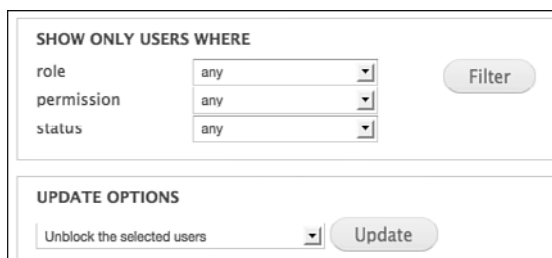 SHOW ONLY USERS WHERE
role any Filter
permission any
status any
UPDATE OPTIONS
Unblock the selected users Update